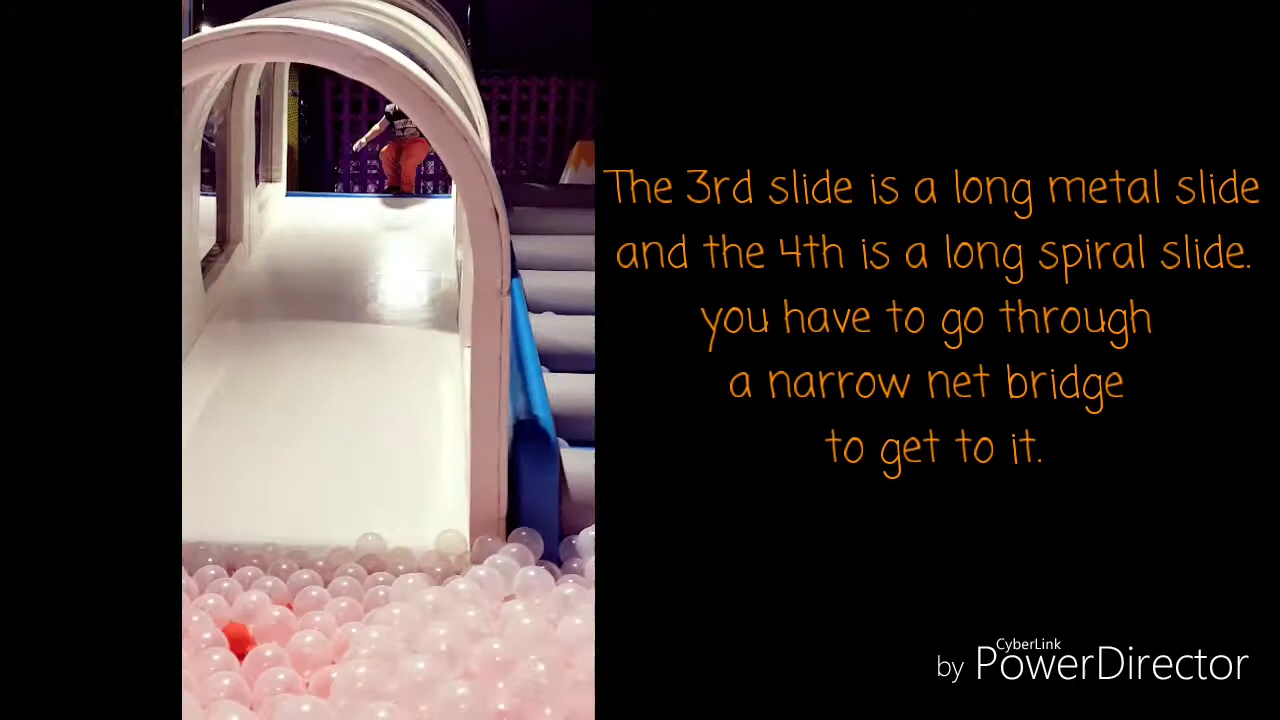 The 3rd slide is a long metal slide
and the 4th is a long spiral slide.
you have to go through
a narrow net bridge
to get to it.
CyberLink
by PowerDirector